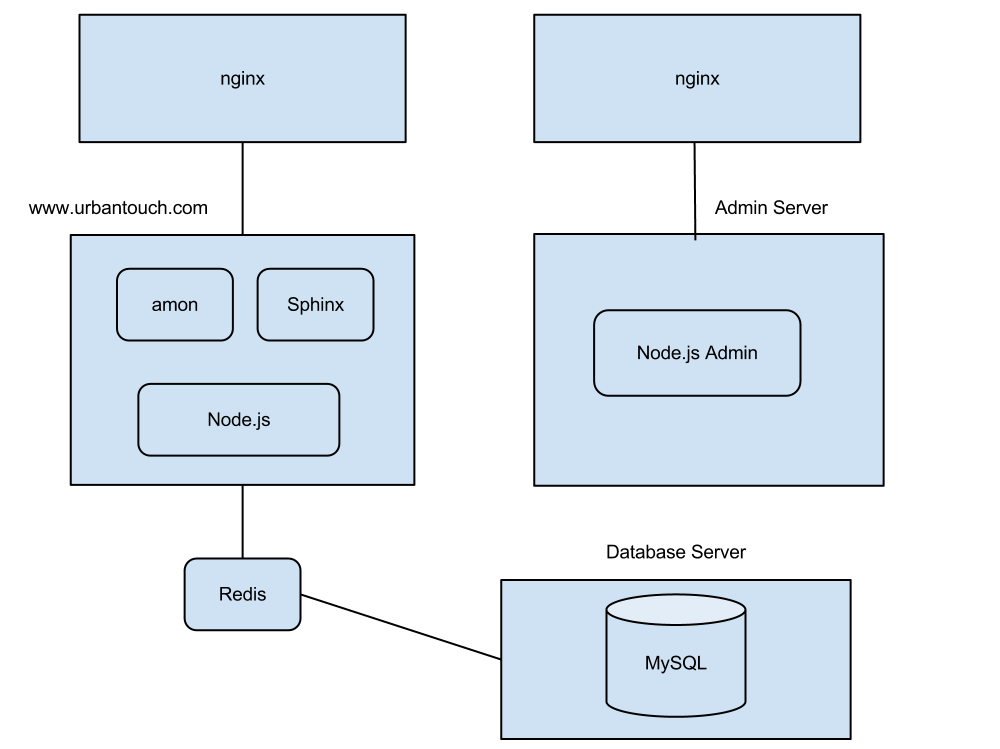 nginx
nginx
www.urbantouch.com
Admin Server
amon
Sphinx
Node.js Admin
Node.js
Database Server
Redis
MySQL